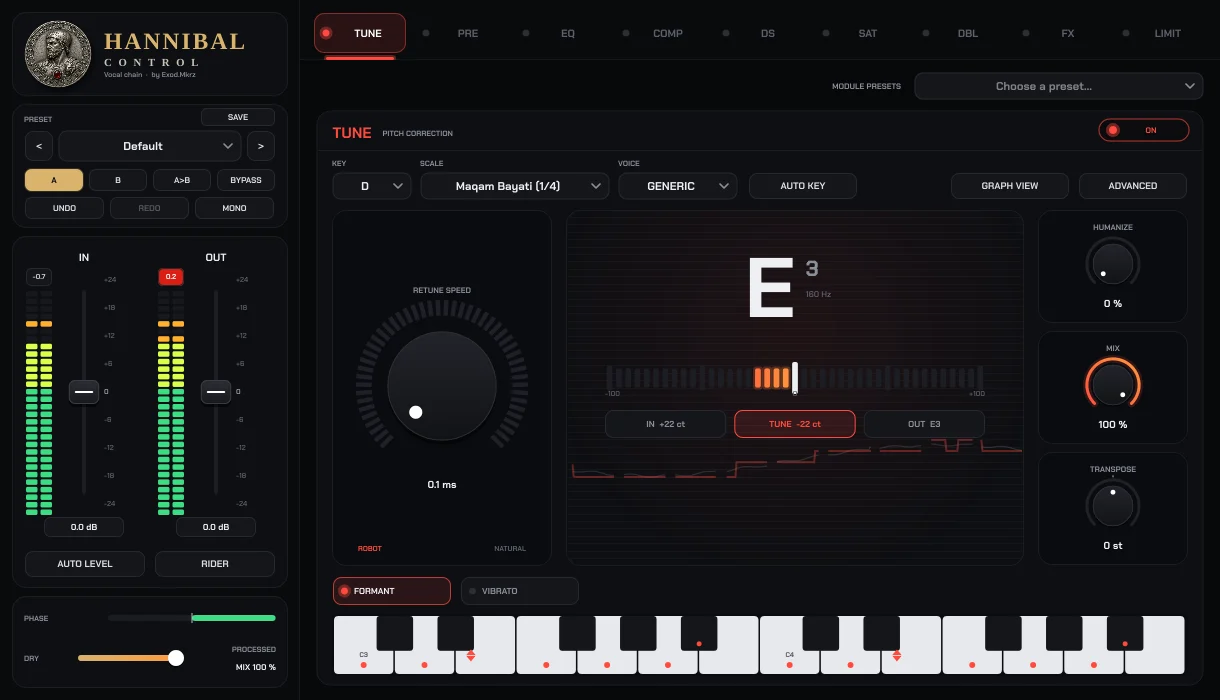 HANNIBAL
CONTROL
Vocal chain · by Exod.Mkrz
PRESET
SAVE
<
Default
>
A
B
A>B
BYPASS
UNDO
REDO
MONO
IN
OUT
-0.7
+24
+18
+12
+6
0
-6
-12
-18
-24
0.2
+24
+18
+12
+6
0
-6
-12
-18
-24
0.0 dB
0.0 dB
AUTO LEVEL
RIDER
PHASE
DRY
PROCESSED
MIX 100 %
TUNE
PRE
EQ
COMP
DS
SAT
DBL
FX
LIMIT
MODULE PRESETS
Choose a preset...
TUNE
PITCH CORRECTION
ON
KEY
SCALE
VOICE
D
Maqam Bayati (1/4)
GENERIC
AUTO KEY
GRAPH VIEW
ADVANCED
RETUNE SPEED
0.1 ms
ROBOT
NATURAL
E
3
160 Hz
-100
+100
IN +22 ct
TUNE -22 ct
OUT E3
HUMANIZE
0 %
MIX
100 %
TRANSPOSE
0 st
FORMANT
VIBRATO
C3
C4